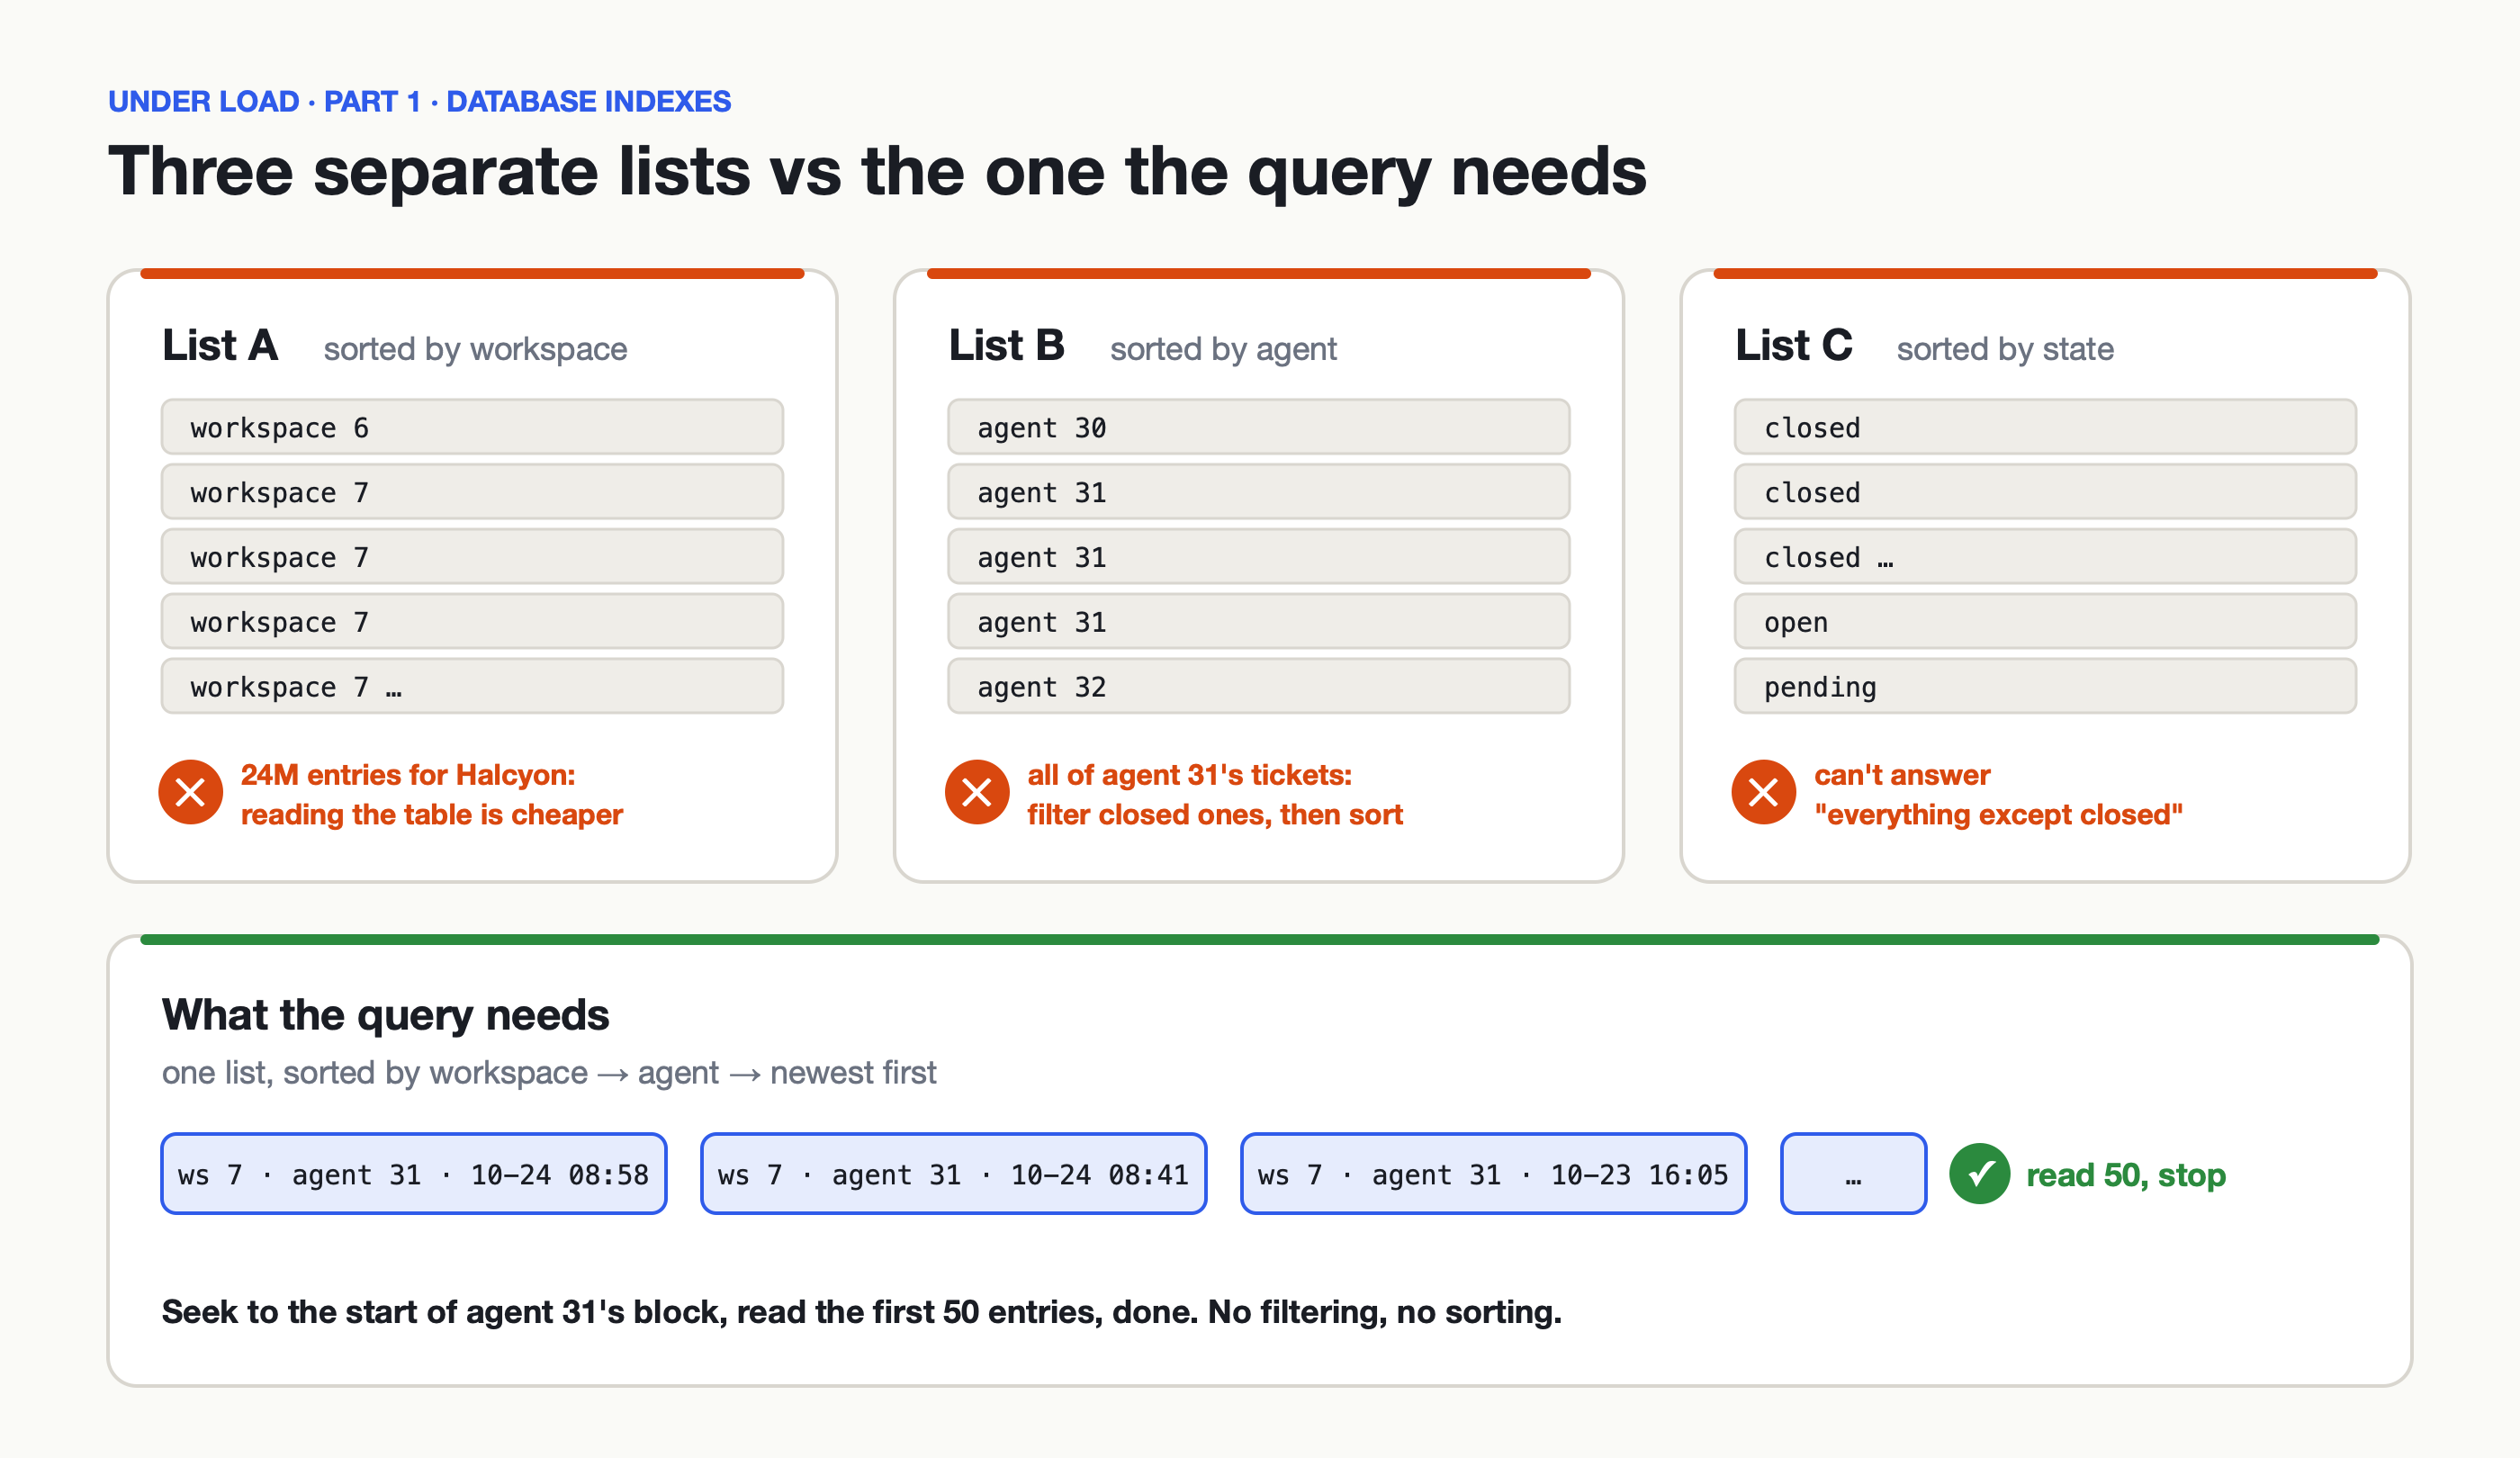 UNDER LOAD · PART 1 · DATABASE INDEXES
Three separate lists vs the one the query needs
List A sorted by workspace
workspace 6
workspace 7
workspace 7
workspace 7
workspace 7 …
24M entries for Halcyon:
reading the table is cheaper
List B sorted by agent
agent 30
agent 31
agent 31
agent 31
agent 32
all of agent 31's tickets:
filter closed ones, then sort
List C sorted by state
closed
closed
closed …
open
pending
can't answer
"everything except closed"
What the query needs
one list, sorted by workspace → agent → newest first
ws 7 · agent 31 · 10–24 08:58
ws 7 · agent 31 · 10–24 08:41
ws 7 · agent 31 · 10–23 16:05
…
read 50, stop
Seek to the start of agent 31's block, read the first 50 entries, done. No filtering, no sorting.